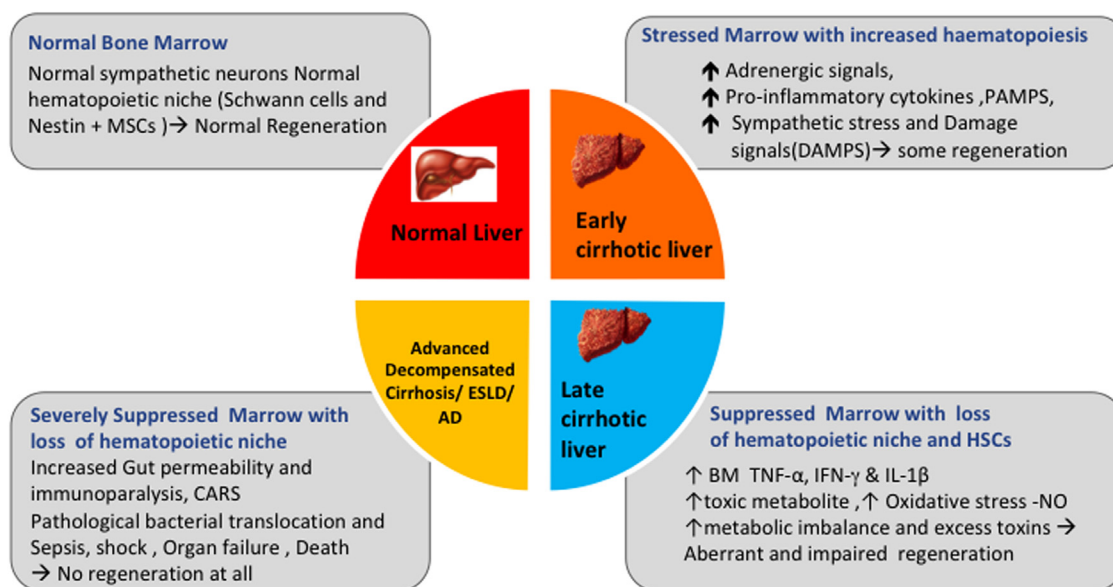 Normal Bone Marrow
Normal sympathetic neurons Normal
hematopoietic niche (Schwann cells and
Nestin + MSCs )→ Normal Regeneration
Stressed Marrow with increased haematopoiesis
↑ Adrenergic signals,
↑ Pro-inflammatory cytokines ,PAMPS,
↑ Sympathetic stress and Damage
signals(DAMPS)→ some regeneration
Normal Liver
Early
cirrhotic liver
Advanced
Decompensated
Cirrhosis/ ESLD/
AD
Late
cirrhotic
liver
Severely Suppressed Marrow with
loss of hematopoietic niche
Increased Gut permeability and
immunoparalysis, CARS
Pathological bacterial translocation and
Sepsis, shock , Organ failure , Death
→ No regeneration at all
Suppressed Marrow with loss
of hematopoietic niche and HSCs
↑ BM TNF-α, IFN-γ & IL-1β
↑toxic metabolite ,↑ Oxidative stress -NO
↑metabolic imbalance and excess toxins →
Aberrant and impaired regeneration